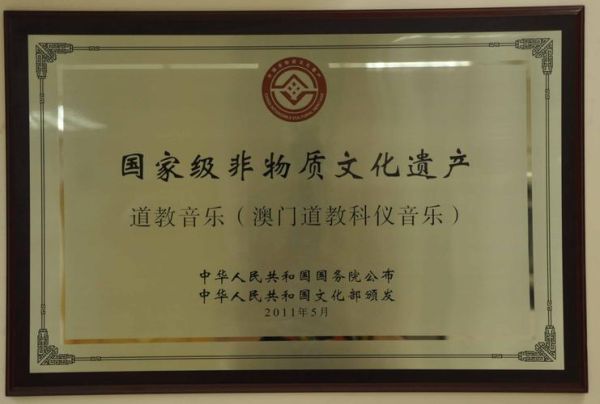 国家级非物质文化遗产
道教音乐（澳门道教科仪音乐）
中华人民共和国国务院公布
中华人民共和国文化部颁发
2011年5月